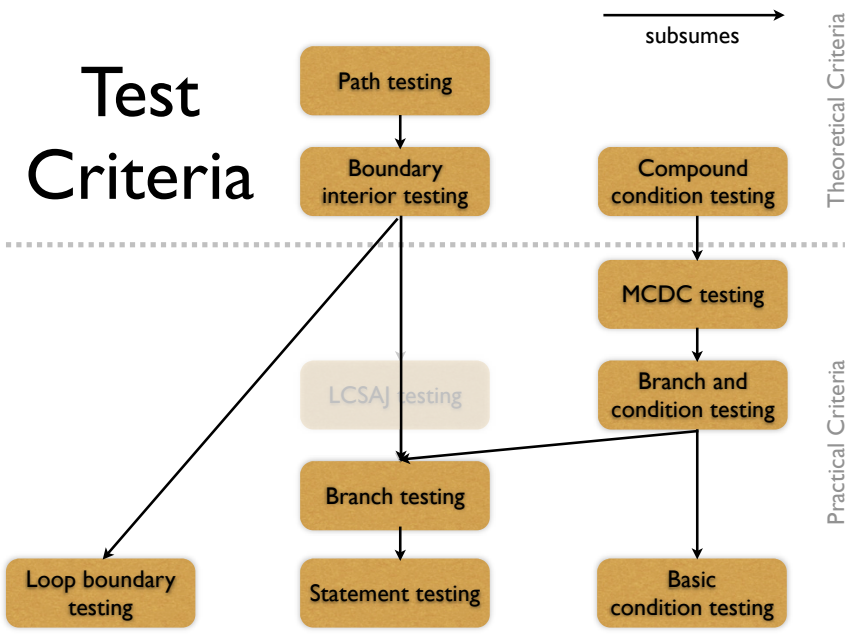 Test
Criteria
subsumes
Theoretical Criteria
Path testing
Boundary
interior testing
Compound
condition testing
MCDC testing
LCSAJ testing
Branch and
condition testing
Practical Criteria
Branch testing
Loop boundary
testing
Statement testing
Basic
condition testing